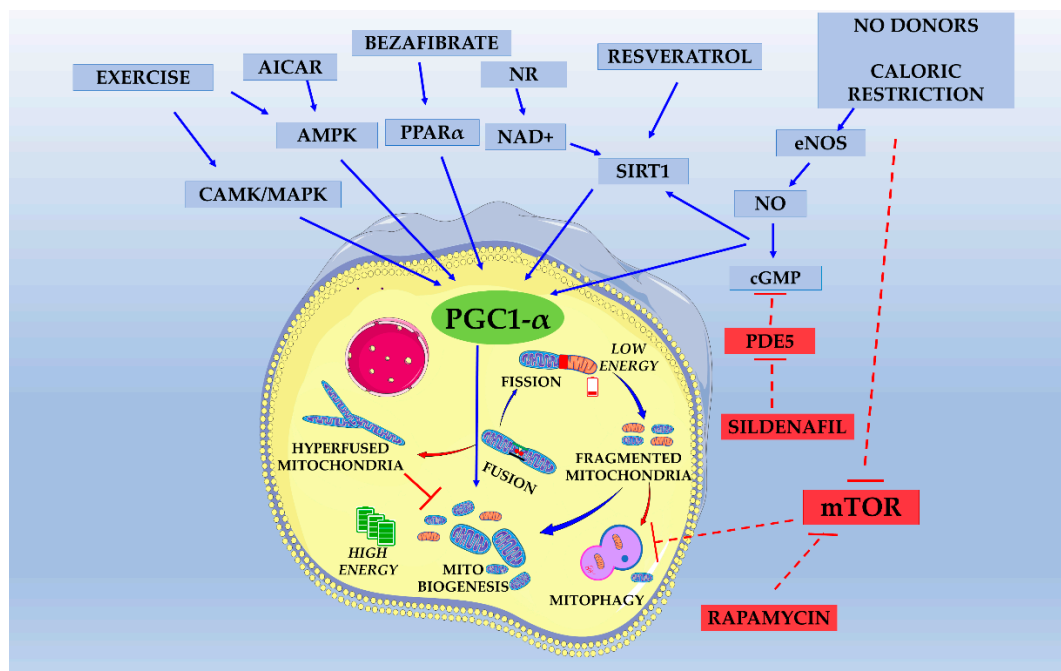 NO DONORS
CALORIC
RESTRICTION
BEZAFIBRATE
RESVERATROL
AICAR
NR
EXERCISE
AMPK
PPARα
NAD+
eNOS
SIRT1
CAMK/MAPK
NO
cGMP
PGC1-α
PDE5
LOW
ENERGY
FISSION
SILDENAFIL
HYPERFUSED
MITOCHONDRIA
FUSION
FRAGMENTED
MITOCHONDRIA
mTOR
HIGH
ENERGY
MITO
BIOGENESIS
MITOPHAGY
RAPAMYCIN